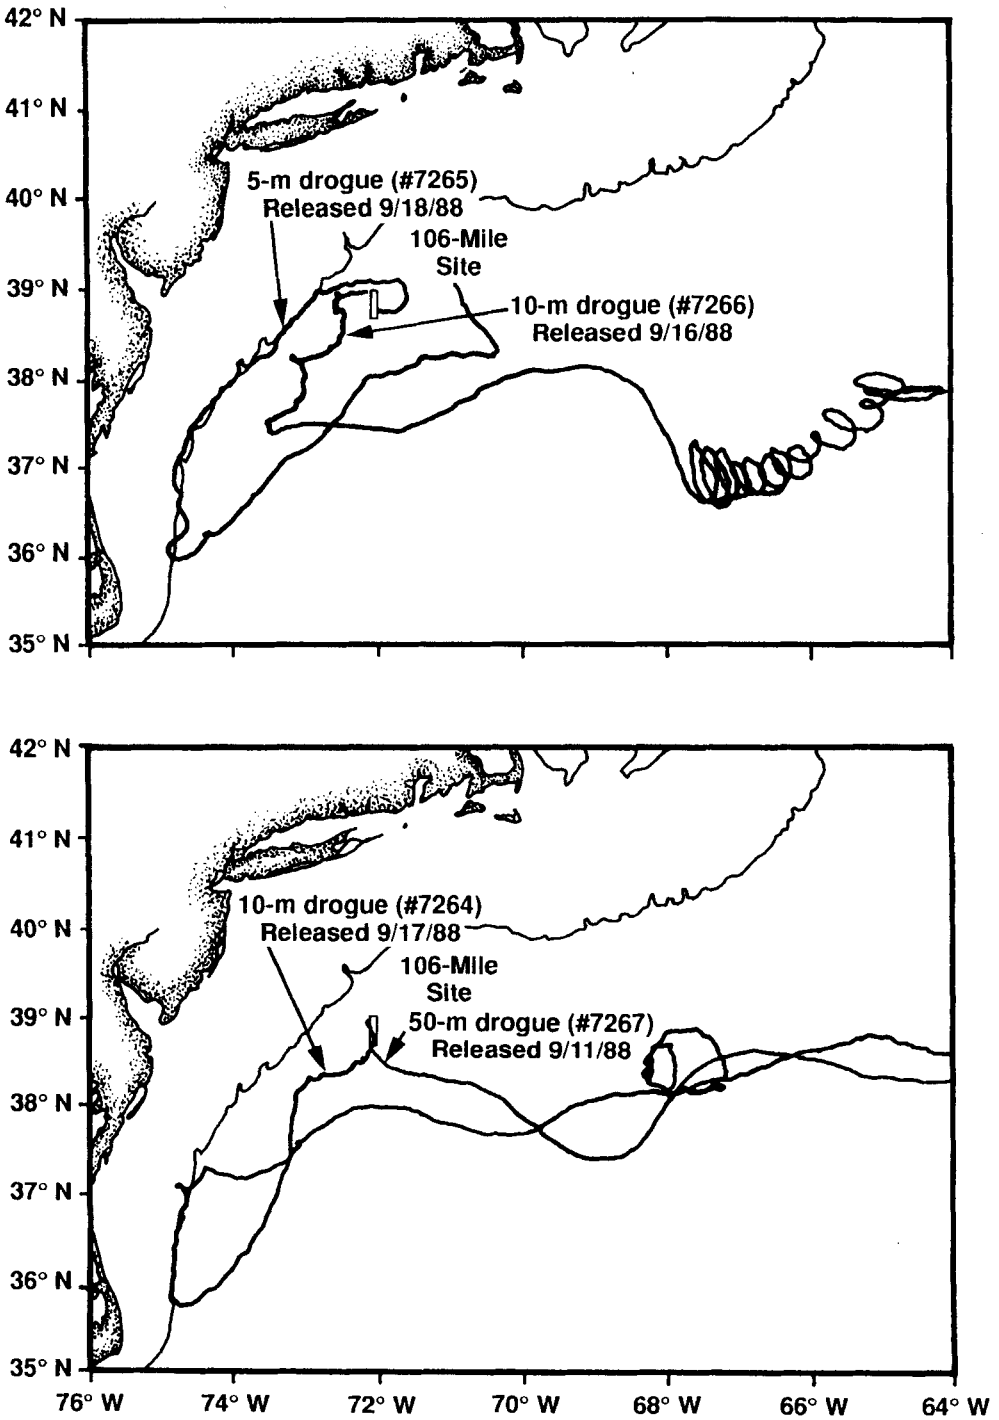 42° N
41° N
5-m drogue (#7265)
Released 9/18/88
40° N
106-Mile
Site
39° N
10-m drogue (#7266)
Released 9/16/88
38° N
37° N
36° N
35° N
42° N
41° N
10-m drogue (#7264)
Released 9/17/88
40° N
106-Mile
Site
39° N
50-m drogue (#7267)
Released 9/11/88
38° N
37° N
36° N
35° N
76° W 74° W 72° W 70° W 68° W 66° W 64° W